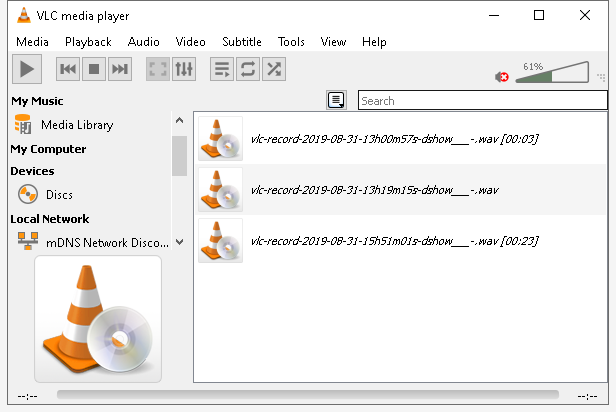 VLC media player
Media Playback Audio Video Subtitle Tools View Help
61%
My Music
Search
Media Library
My Computer
Devices
Discs
Local Network
mDNS Network Disco...
vlc-record-2019-08-31-13h00m57s-dshow___-.wav [00:03]
vlc-record-2019-08-31-13h19m15s-dshow___-.wav
vlc-record-2019-08-31-15h51m01s-dshow___-.wav [00:23]
--:-- --:--